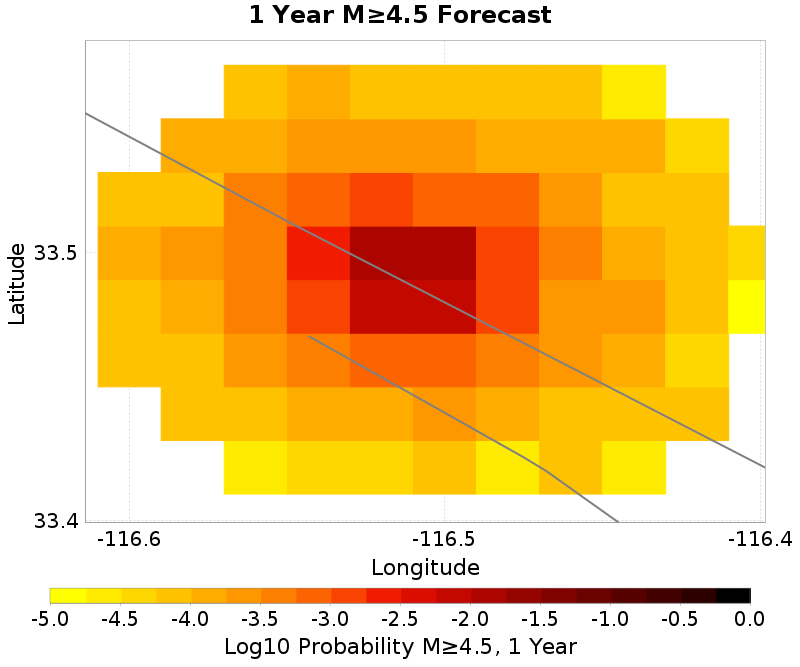 1 Year M≥4.5 Forecast
Latitude
33.5
33.4
-116.6 -116.5 -116.4
Longitude
-5.0 -4.5 -4.0 -3.5 -3.0 -2.5 -2.0 -1.5 -1.0 -0.5 0.0
Log10 Probability M≥4.5, 1 Year